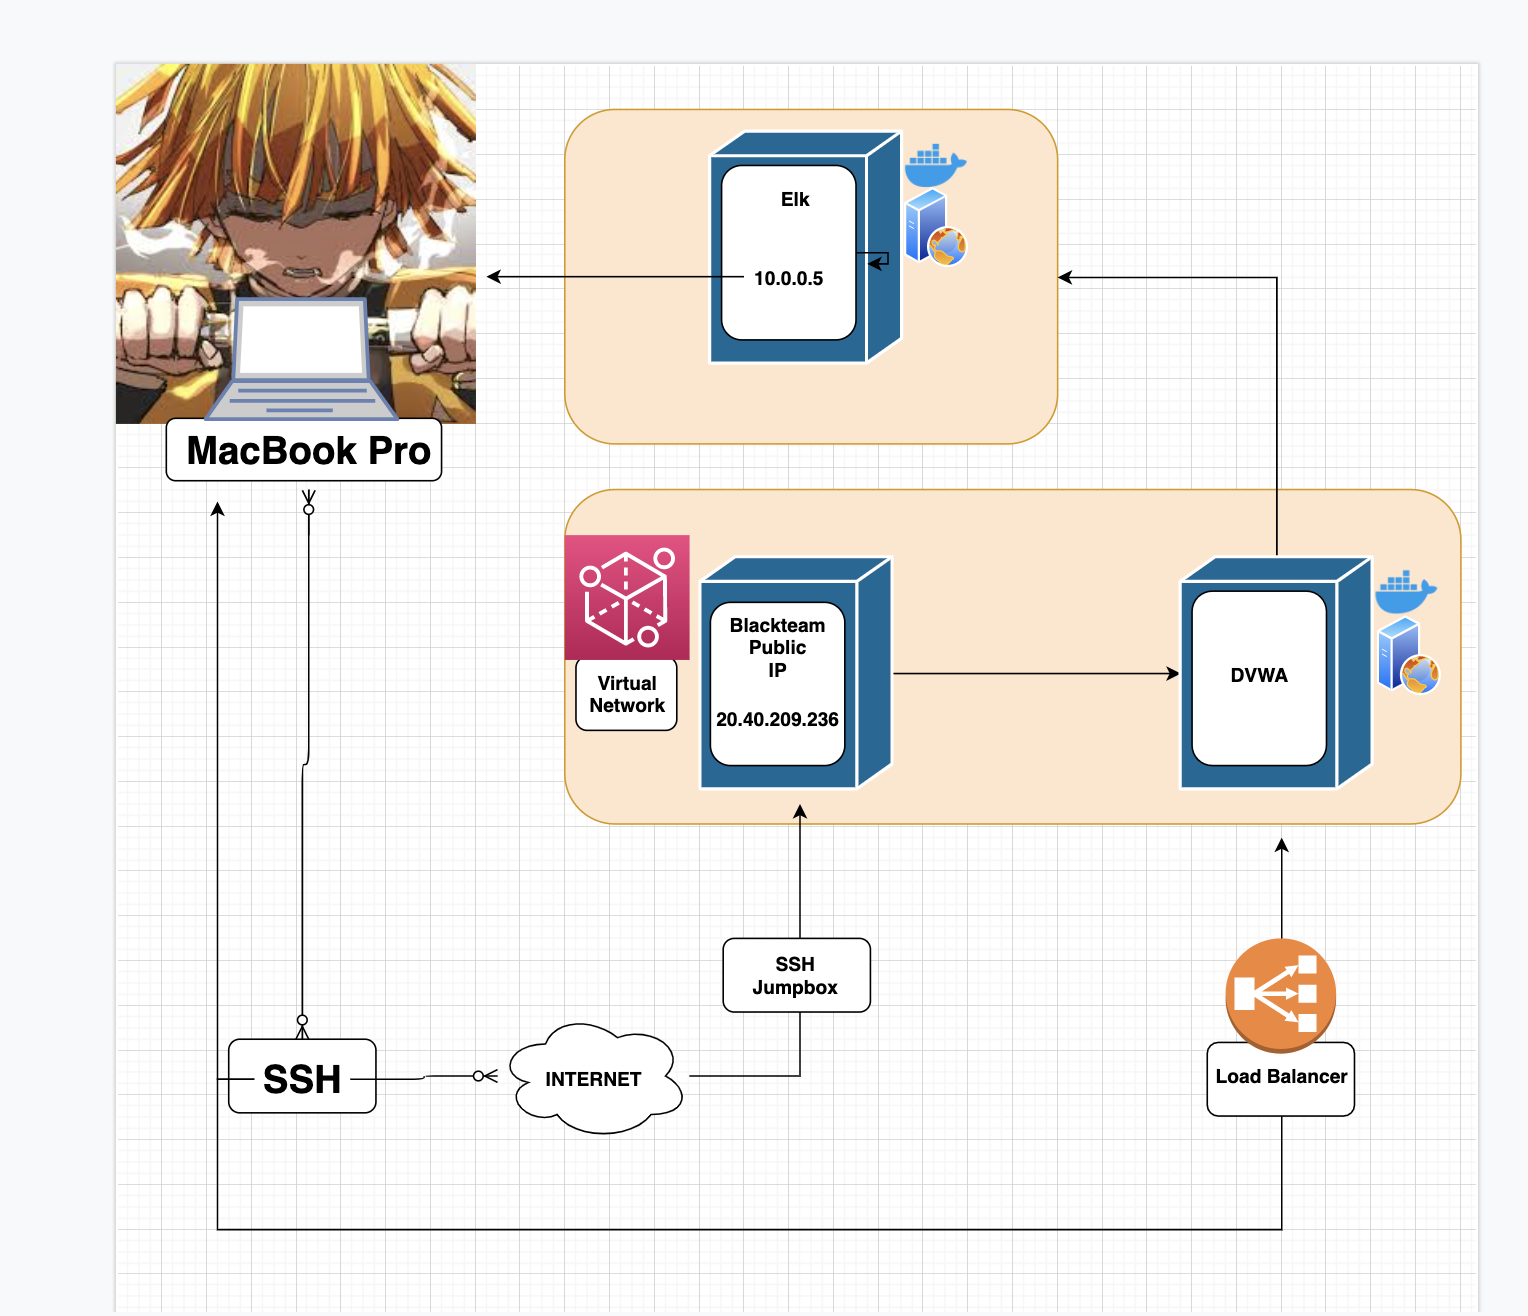 Elk
10.0.0.5
MacBook Pro
Virtual
Network
Blackteam
Public
IP
20.40.209.236
DVWA
SSH
Jumpbox
SSH
INTERNET
Load Balancer